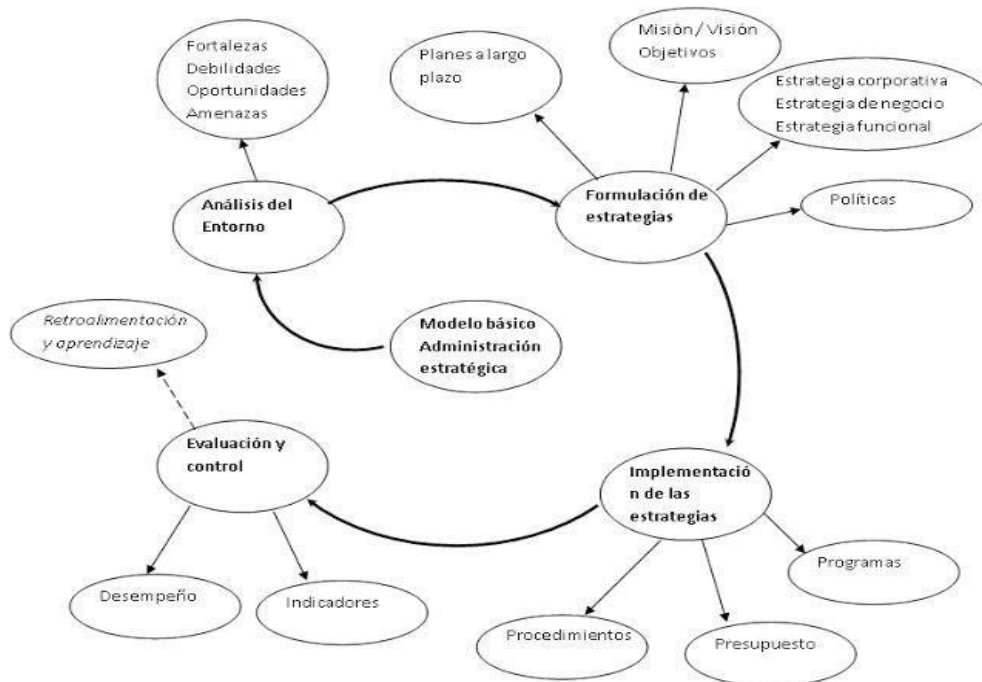 Fortalezas
Debilidades
Oportunidades
Amenazas
Planes a largo
plazo
Misión / Visión
Objetivos
Estrategia corporativa
Estrategia de negocio
Estrategia funcional
Análisis del
Entorno
Formulación de
estrategias
Políticas
Retroalimentación
y aprendizaje
Modelo básico
Administración
estratégica
Evaluación y
control
Implementació
n de las
estrategias
Desempeño
Indicadores
Programas
Procedimientos
Presupuesto